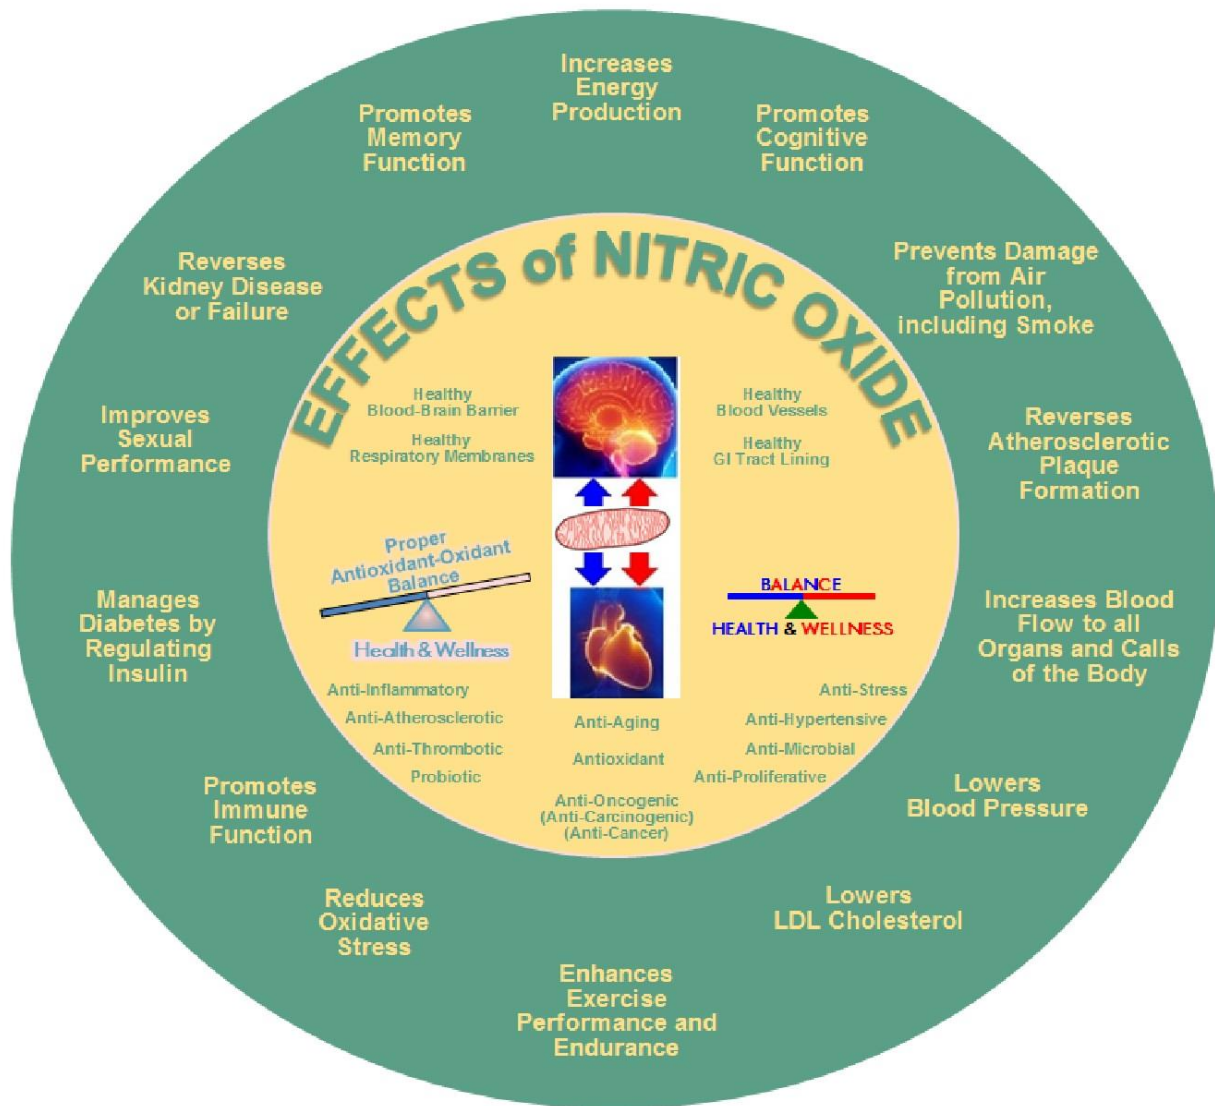 Increases
Energy
Production
Promotes
Memory
Function
Promotes
Cognitive
Function
Reverses
Kidney Disease
or Failure
Prevents Damage
from Air
Pollution,
including Smoke
EFFECTS of NITRIC OXIDE
Improves
Sexual
Performance
Healthy
Blood-Brain Barrier
Healthy
Respiratory Membranes
Healthy
Blood Vessels
Healthy
GI Tract Lining
Reverses
Atherosclerotic
Plaque
Formation
Manages
Diabetes by
Regulating
Insulin
Proper
Antioxidant-Oxidant
Balance
Health & Wellness
BALANCE
HEALTH & WELLNESS
Increases Blood
Flow to all
Organs and Calls
of the Body
Anti-Inflammatory
Anti-Atherosclerotic
Anti-Thrombotic
Probiotic
Anti-Aging
Antioxidant
Anti-Oncogenic
(Anti-Carcinogenic)
(Anti-Cancer)
Anti-Stress
Anti-Hypertensive
Anti-Microbial
Anti-Proliferative
Promotes
Immune
Function
Lowers
Blood Pressure
Reduces
Oxidative
Stress
Lowers
LDL Cholesterol
Enhances
Exercise
Performance and
Endurance